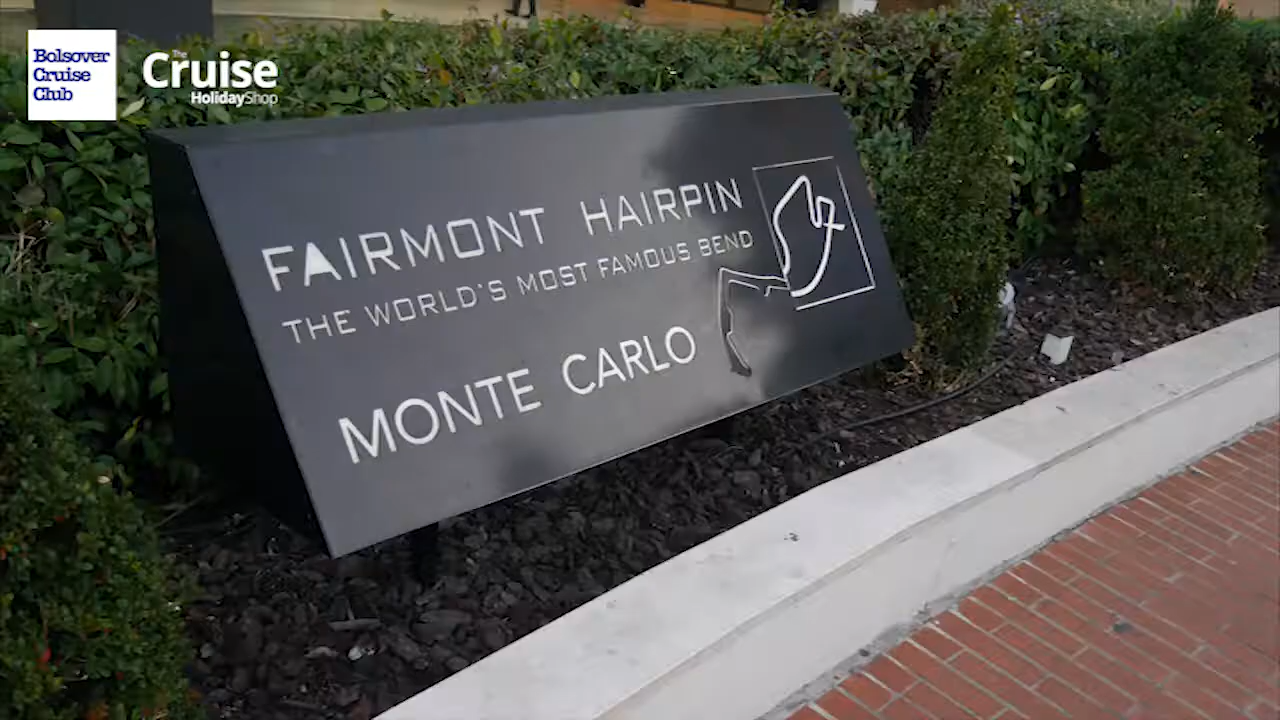 Bolsover
Cruise
Club
The
Cruise
HolidayShop
FAIRMONT HAIRPIN
THE WORLD'S MOST FAMOUS BEND
MONTE CARLO